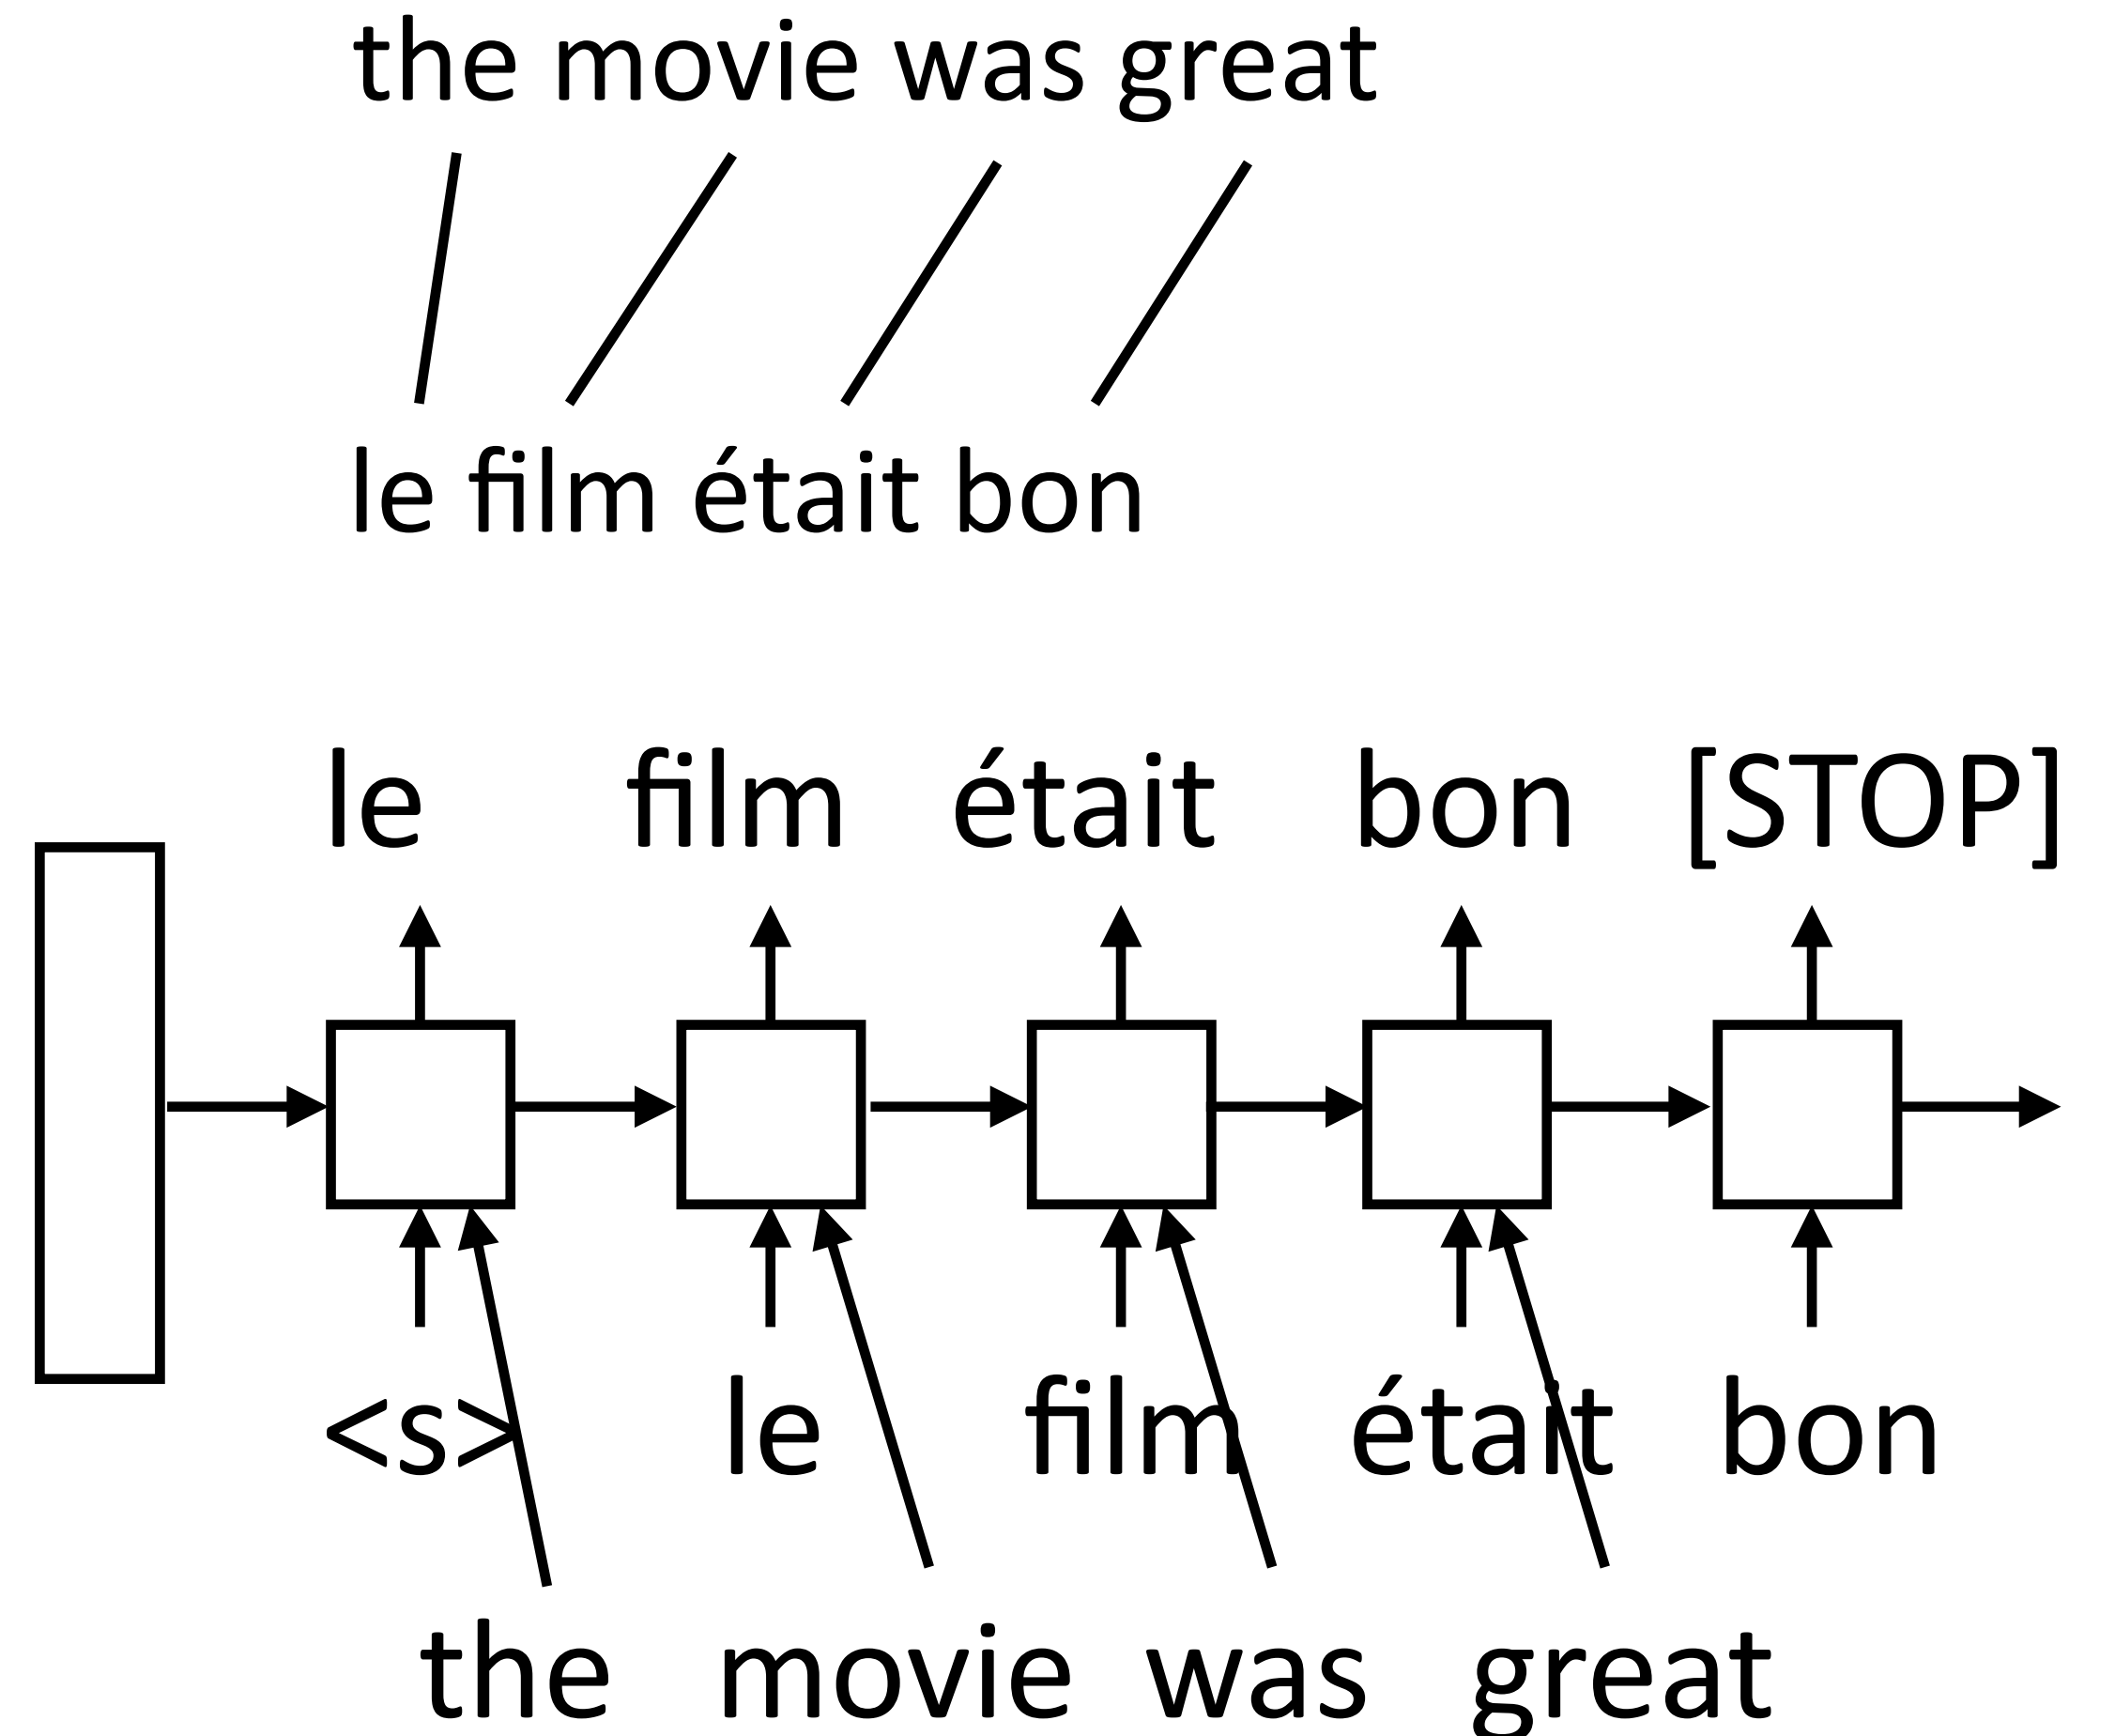 the movie was great
le film était bon
le film était bon [STOP]
<s> le film était bon
the movie was great